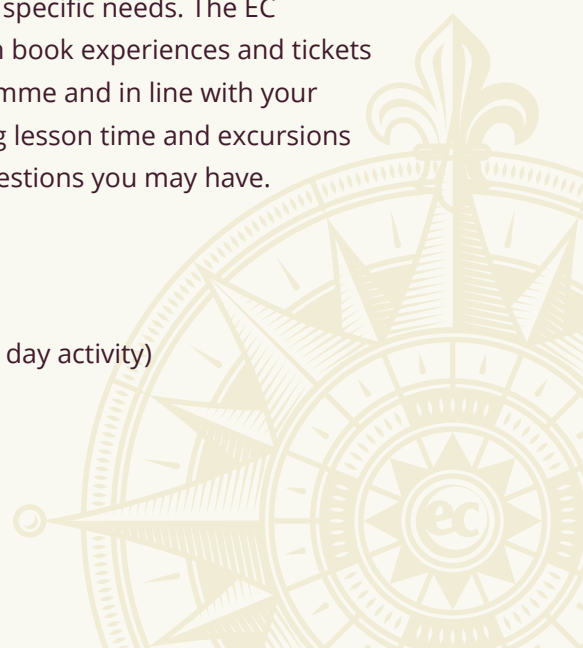 specific needs. The EC
book experiences and tickets
mme and in line with your
lesson time and excursions
estions you may have.
day activity)
ec